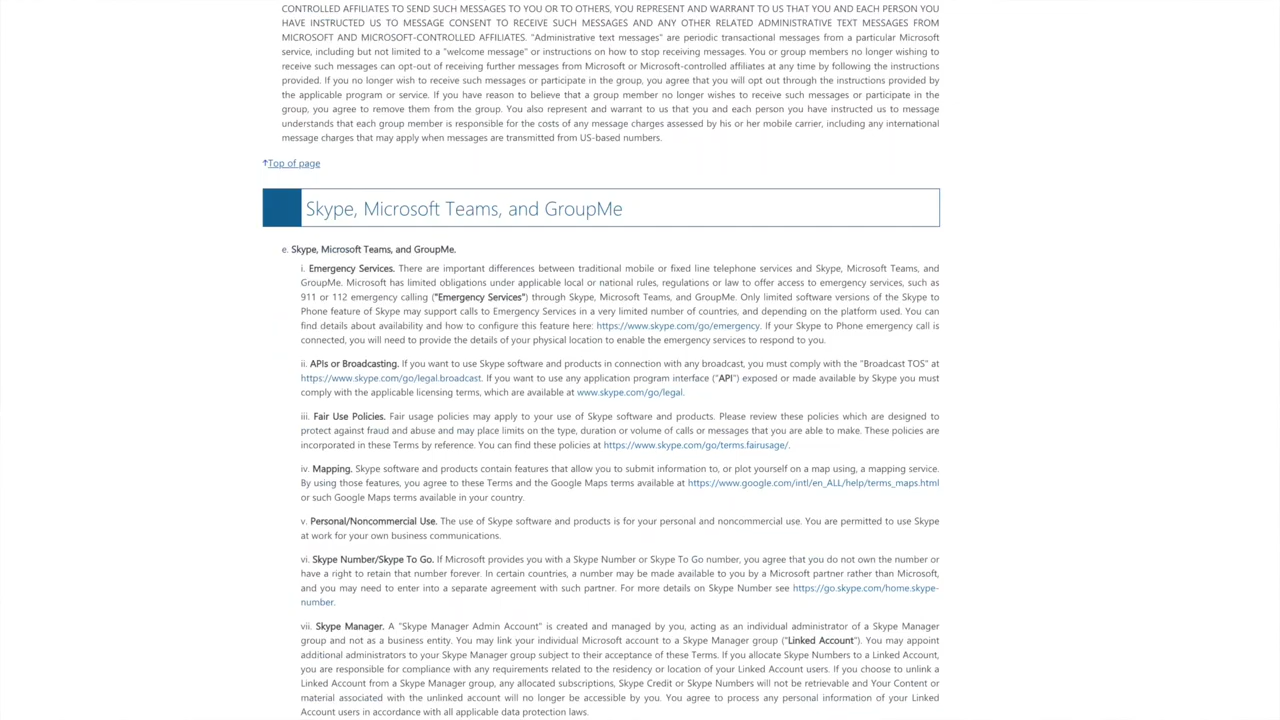 CONTROLLED AFFILIATES TO SEND SUCH MESSAGES TO YOU OR TO OTHERS, YOU REPRESENT AND WARRANT TO US THAT YOU AND EACH PERSON YOU
HAVE INSTRUCTED US TO MESSAGE CONSENT TO RECEIVE SUCH MESSAGES AND ANY OTHER RELATED ADMINISTRATIVE TEXT MESSAGES FROM
MICROSOFT AND MICROSOFT-CONTROLLED AFFILIATES. "Administrative text messages" are periodic transactional messages from a particular Microsoft
service, including but not limited to a "welcome message" or instructions on how to stop receiving messages. You or group members no longer wishing to
receive such messages can opt-out of receiving further messages from Microsoft or Microsoft-controlled affiliates at any time by following the instructions
provided. If you no longer wish to receive such messages or participate in the group, you agree that you will opt out through the instructions provided by
the applicable program or service. If you have reason to believe that a group member no longer wishes to receive such messages or participate in the
group, you agree to remove them from the group. You also represent and warrant to us that you and each person you have instructed us to message
understands that each group member is responsible for the costs of any message charges assessed by his or her mobile carrier, including any international
message charges that may apply when messages are transmitted from US-based numbers.
↑Top of page
Skype, Microsoft Teams, and GroupMe
e. Skype, Microsoft Teams, and GroupMe.
i. Emergency Services. There are important differences between traditional mobile or fixed line telephone services and Skype, Microsoft Teams, and
GroupMe. Microsoft has limited obligations under applicable local or national rules, regulations or law to offer access to emergency services, such as
911 or 112 emergency calling ("Emergency Services") through Skype, Microsoft Teams, and GroupMe. Only limited software versions of the Skype to
Phone feature of Skype may support calls to Emergency Services in a very limited number of countries, and depending on the platform used. You can
find details about availability and how to configure this feature here: https://www.skype.com/go/emergency. If your Skype to Phone emergency call is
connected, you will need to provide the details of your physical location to enable the emergency services to respond to you.
ii. APIs or Broadcasting. If you want to use Skype software and products in connection with any broadcast, you must comply with the "Broadcast TOS" at
https://www.skype.com/go/legal.broadcast. If you want to use any application program interface ("API") exposed or made available by Skype you must
comply with the applicable licensing terms, which are available at www.skype.com/go/legal.
iii. Fair Use Policies. Fair usage policies may apply to your use of Skype software and products. Please review these policies which are designed to
protect against fraud and abuse and may place limits on the type, duration or volume of calls or messages that you are able to make. These policies are
incorporated in these Terms by reference. You can find these policies at https://www.skype.com/go/terms.fairusage/.
iv. Mapping. Skype software and products contain features that allow you to submit information to, or plot yourself on a map using, a mapping service.
By using those features, you agree to these Terms and the Google Maps terms available at https://www.google.com/intl/en_ALL/help/terms_maps.html
or such Google Maps terms available in your country.
v. Personal/Noncommercial Use. The use of Skype software and products is for your personal and noncommercial use. You are permitted to use Skype
at work for your own business communications.
vi. Skype Number/Skype To Go. If Microsoft provides you with a Skype Number or Skype To Go number, you agree that you do not own the number or
have a right to retain that number forever. In certain countries, a number may be made available to you by a Microsoft partner rather than Microsoft,
and you may need to enter into a separate agreement with such partner. For more details on Skype Number see https://go.skype.com/home.skype-
number.
vii. Skype Manager. A "Skype Manager Admin Account" is created and managed by you, acting as an individual administrator of a Skype Manager
group and not as a business entity. You may link your individual Microsoft account to a Skype Manager group ("Linked Account"). You may appoint
additional administrators to your Skype Manager group subject to their acceptance of these Terms. If you allocate Skype Numbers to a Linked Account,
you are responsible for compliance with any requirements related to the residency or location of your Linked Account users. If you choose to unlink a
Linked Account from a Skype Manager group, any allocated subscriptions, Skype Credit or Skype Numbers will not be retrievable and Your Content or
material associated with the unlinked account will no longer be accessible by you. You agree to process any personal information of your Linked
Account users in accordance with all applicable data protection laws.